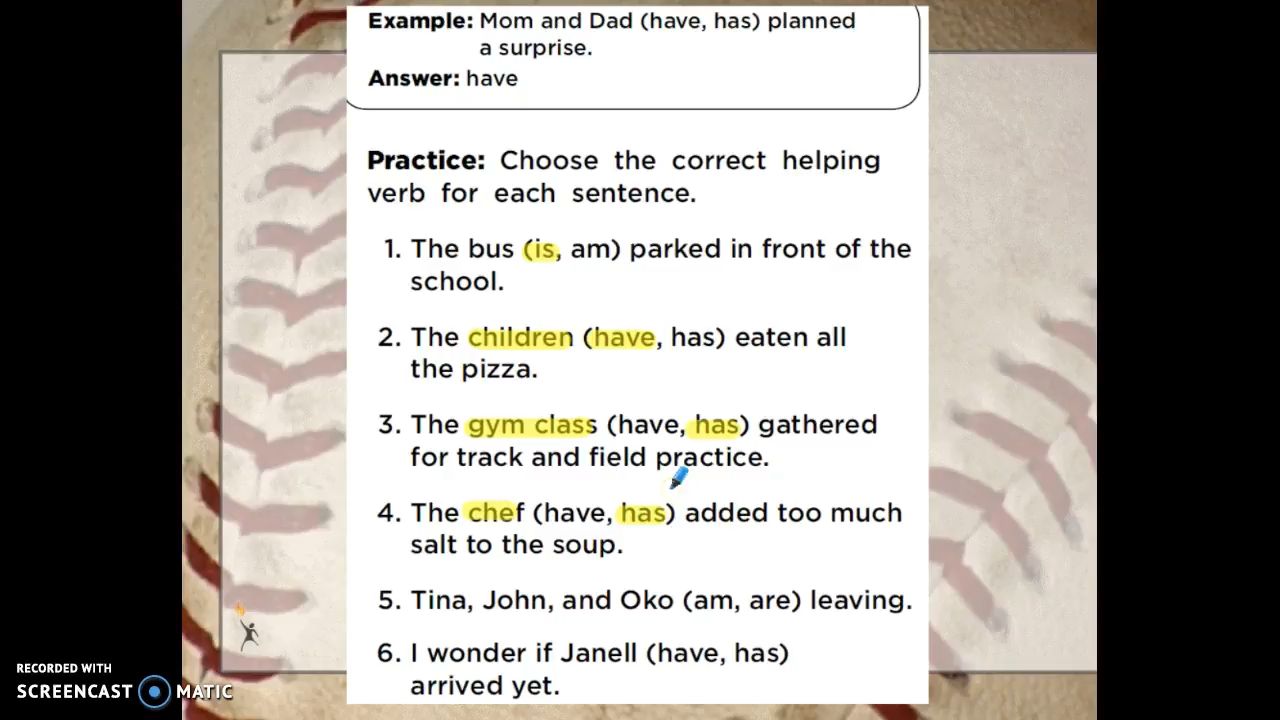 Example: Mom and Dad (have, has) planned
a surprise.
Answer: have
Practice: Choose the correct helping
verb for each sentence.
1. The bus (is, am) parked in front of the
school.
2. The children (have, has) eaten all
the pizza.
3. The gym class (have, has) gathered
for track and field practice.
4. The chef (have, has) added too much
salt to the soup.
5. Tina, John, and Oko (am, are) leaving.
6. I wonder if Janell (have, has)
arrived yet.
RECORDED WITH
SCREENCAST MATIC